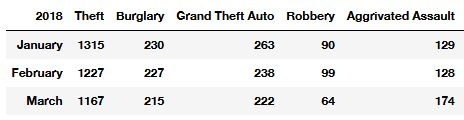 2018 Theft Burglary Grand Theft Auto Robbery Aggrivated Assault
January 1315 230 263 90 129
February 1227 227 238 99 128
March 1167 215 222 64 174